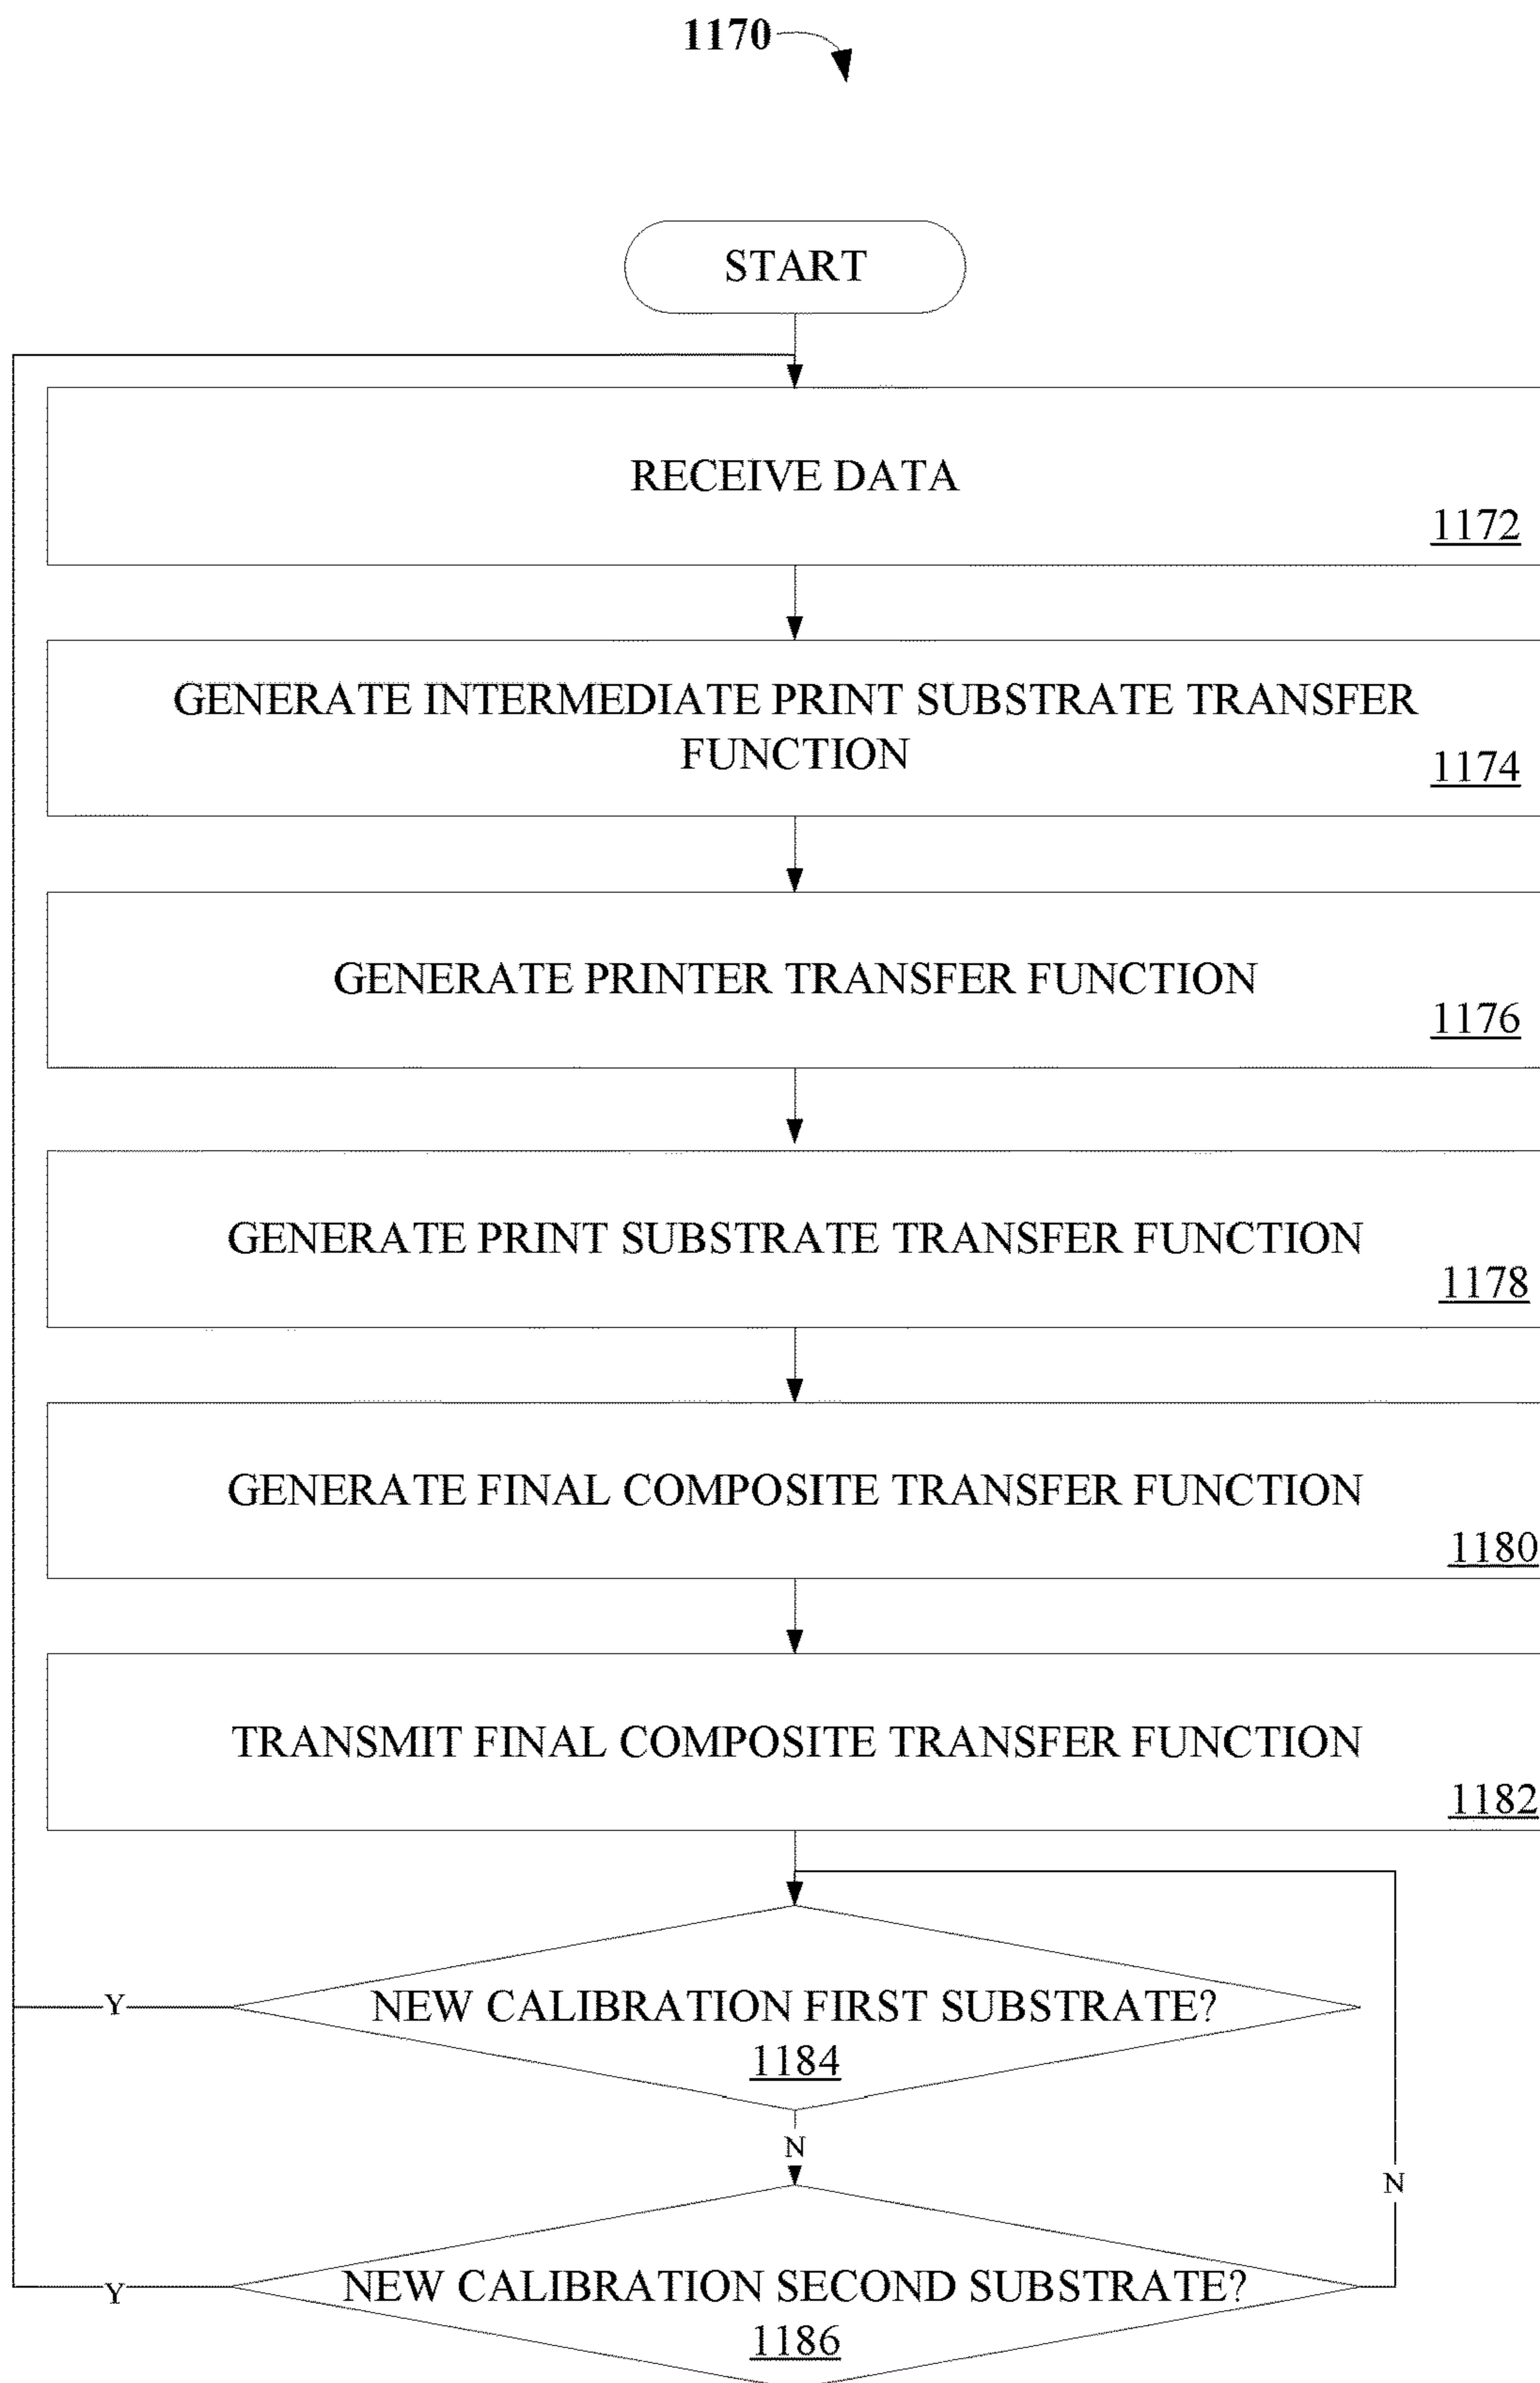 1170
START
RECEIVE DATA
1172
GENERATE INTERMEDIATE PRINT SUBSTRATE TRANSFER
FUNCTION
1174
GENERATE PRINTER TRANSFER FUNCTION
1176
GENERATE PRINT SUBSTRATE TRANSFER FUNCTION
1178
GENERATE FINAL COMPOSITE TRANSFER FUNCTION
1180
TRANSMIT FINAL COMPOSITE TRANSFER FUNCTION
1182
Y
NEW CALIBRATION FIRST SUBSTRATE?
1184
N
N
Y
NEW CALIBRATION SECOND SUBSTRATE?
1186